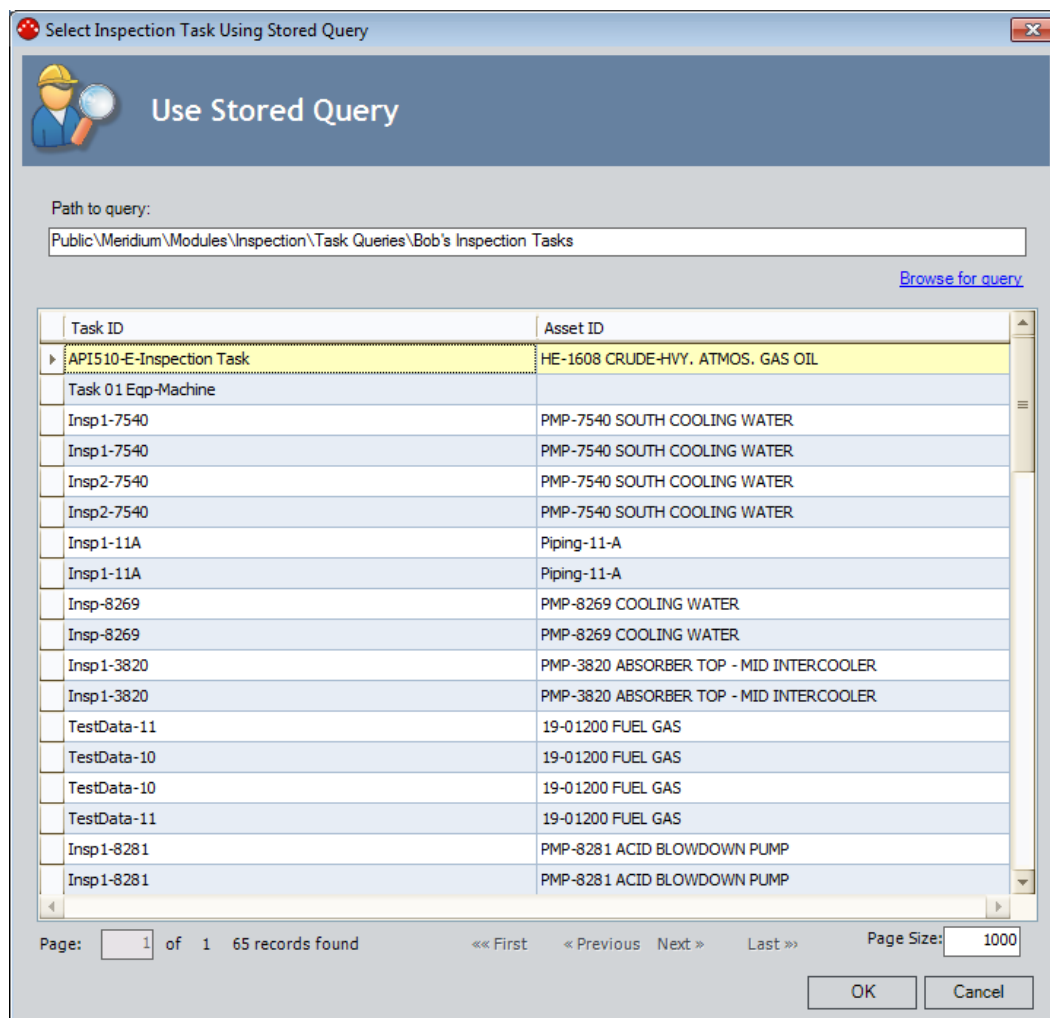 Select Inspection Task Using Stored Query
Use Stored Query
Path to query:
Public\Meridium\Modules\Inspection\Task Queries\Bob's Inspection Tasks
Browse for query
Task ID Asset ID
API510-E-Inspection Task HE-1608 CRUDE-HVY. ATMOS. GAS OIL
Task 01 Eqp-Machine
Insp1-7540 PMP-7540 SOUTH COOLING WATER
Insp1-7540 PMP-7540 SOUTH COOLING WATER
Insp2-7540 PMP-7540 SOUTH COOLING WATER
Insp2-7540 PMP-7540 SOUTH COOLING WATER
Insp1-11A Piping-11-A
Insp1-11A Piping-11-A
Insp-8269 PMP-8269 COOLING WATER
Insp-8269 PMP-8269 COOLING WATER
Insp1-3820 PMP-3820 ABSORBER TOP - MID INTERCOOLER
Insp1-3820 PMP-3820 ABSORBER TOP - MID INTERCOOLER
TestData-11 19-01200 FUEL GAS
TestData-10 19-01200 FUEL GAS
TestData-10 19-01200 FUEL GAS
TestData-11 19-01200 FUEL GAS
Insp1-8281 PMP-8281 ACID BLOWDOWN PUMP
Insp1-8281 PMP-8281 ACID BLOWDOWN PUMP
Page: 1 of 1 65 records found «« First « Previous Next » Last »» Page Size: 1000
OK Cancel